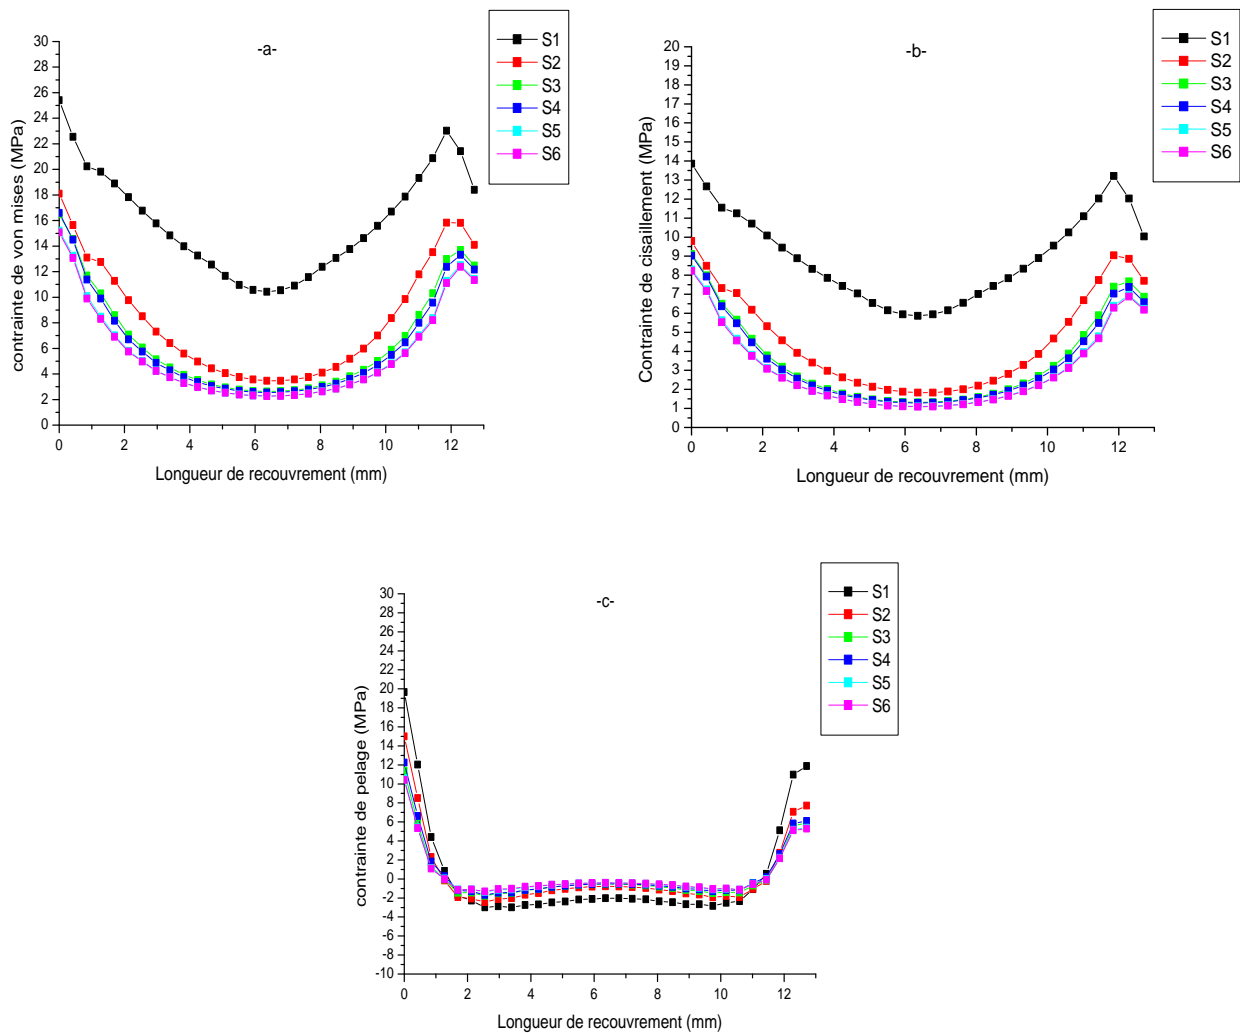 -a-
S1
S2
S3
S4
S5
S6
30
28
26
24
22
20
18
16
14
12
10
8
6
4
2
0
contrainte de von mises (MPa)
0 2 4 6 8 10 12
Longueur de recouvrement (mm)
-b-
S1
S2
S3
S4
S5
S6
20
19
18
17
16
15
14
13
12
11
10
9
8
7
6
5
4
3
2
1
0
Contrainte de disaillement (MPa)
0 2 4 6 8 10 12
Longueur de recouvrement (mm)
-c-
S1
S2
S3
S4
S5
S6
30
28
26
24
22
20
18
16
14
12
10
8
6
4
2
0
-2
-4
-6
-8
-10
contrainte de pelage (MPa)
0 2 4 6 8 10 12
Longueur de recouvrement (mm)